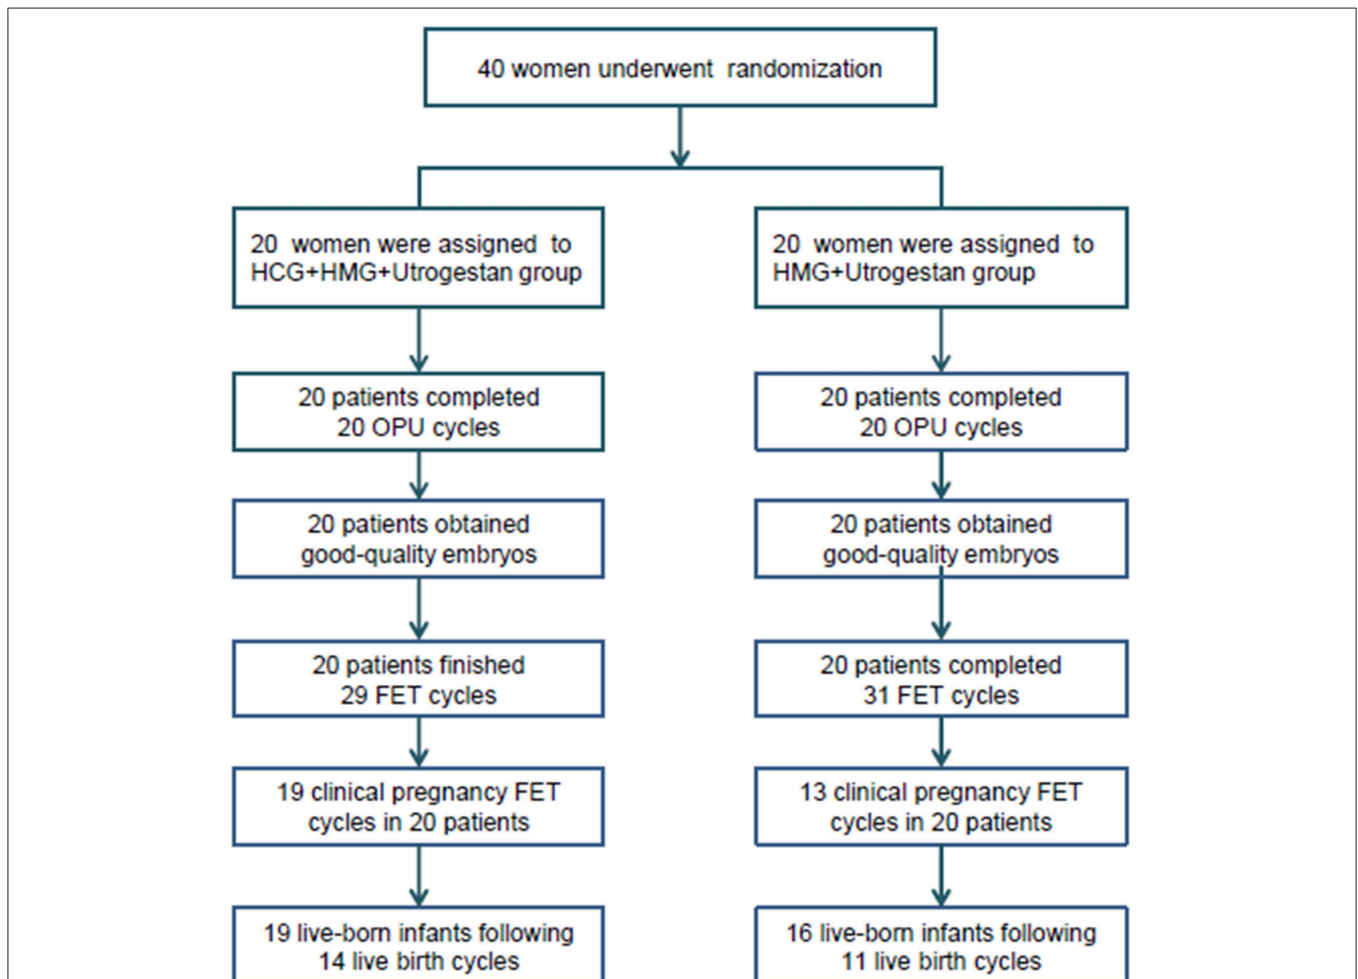 40 women underwent randomization
20 women were assigned to
HCG+HMG+Utrogestan group
20 women were assigned to
HMG+Utrogestan group
20 patients completed
20 OPU cycles
20 patients completed
20 OPU cycles
20 patients obtained
good-quality embryos
20 patients obtained
good-quality embryos
20 patients finished
29 FET cycles
20 patients completed
31 FET cycles
19 clinical pregnancy FET
cycles in 20 patients
13 clinical pregnancy FET
cycles in 20 patients
19 live-born infants following
14 live birth cycles
16 live-born infants following
11 live birth cycles